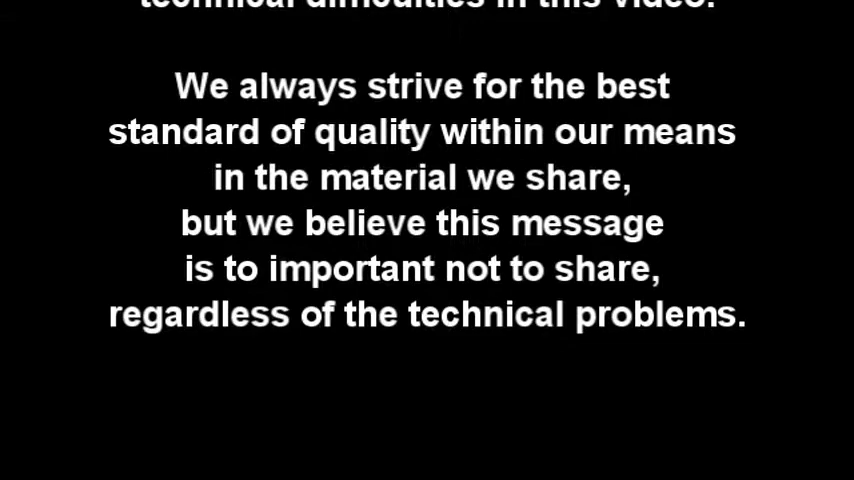 technical difficulties in this video.
We always strive for the best
standard of quality within our means
in the material we share,
but we believe this message
is to important not to share,
regardless of the technical problems.